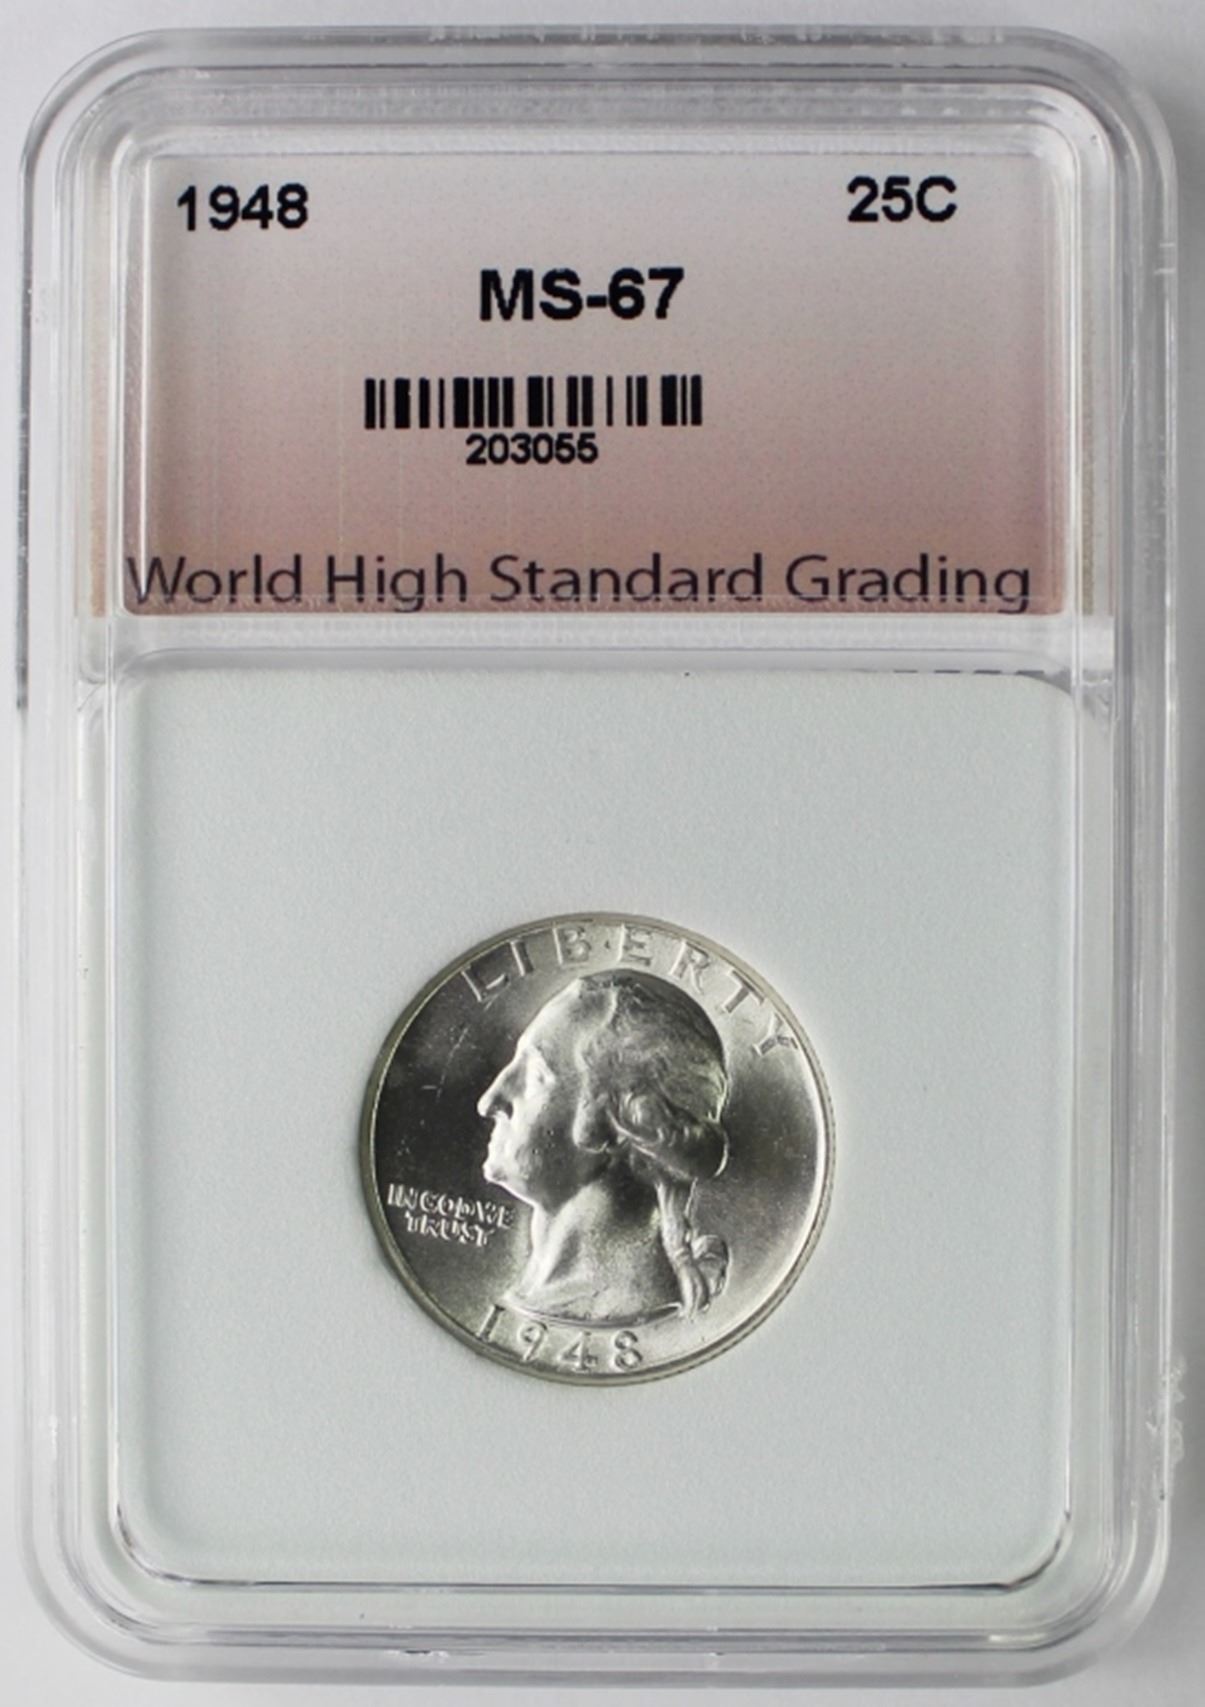 1948 25C
MS-67
203055
World High Standard Grading
LIBERTY
IN GOD WE
TRUST
1948